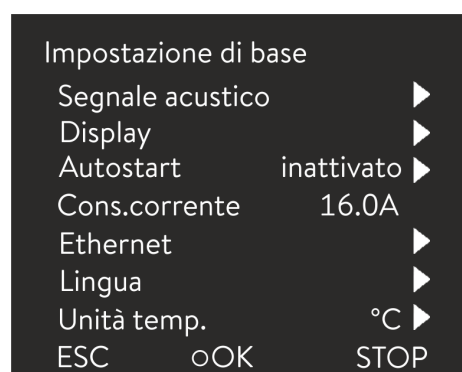 Impostazione di base
Segnale acustico
Display
Autostart inattivato
Cons.corrente 16.0A
Ethernet
Lingua
Unità temp. °C
ESC OK STOP